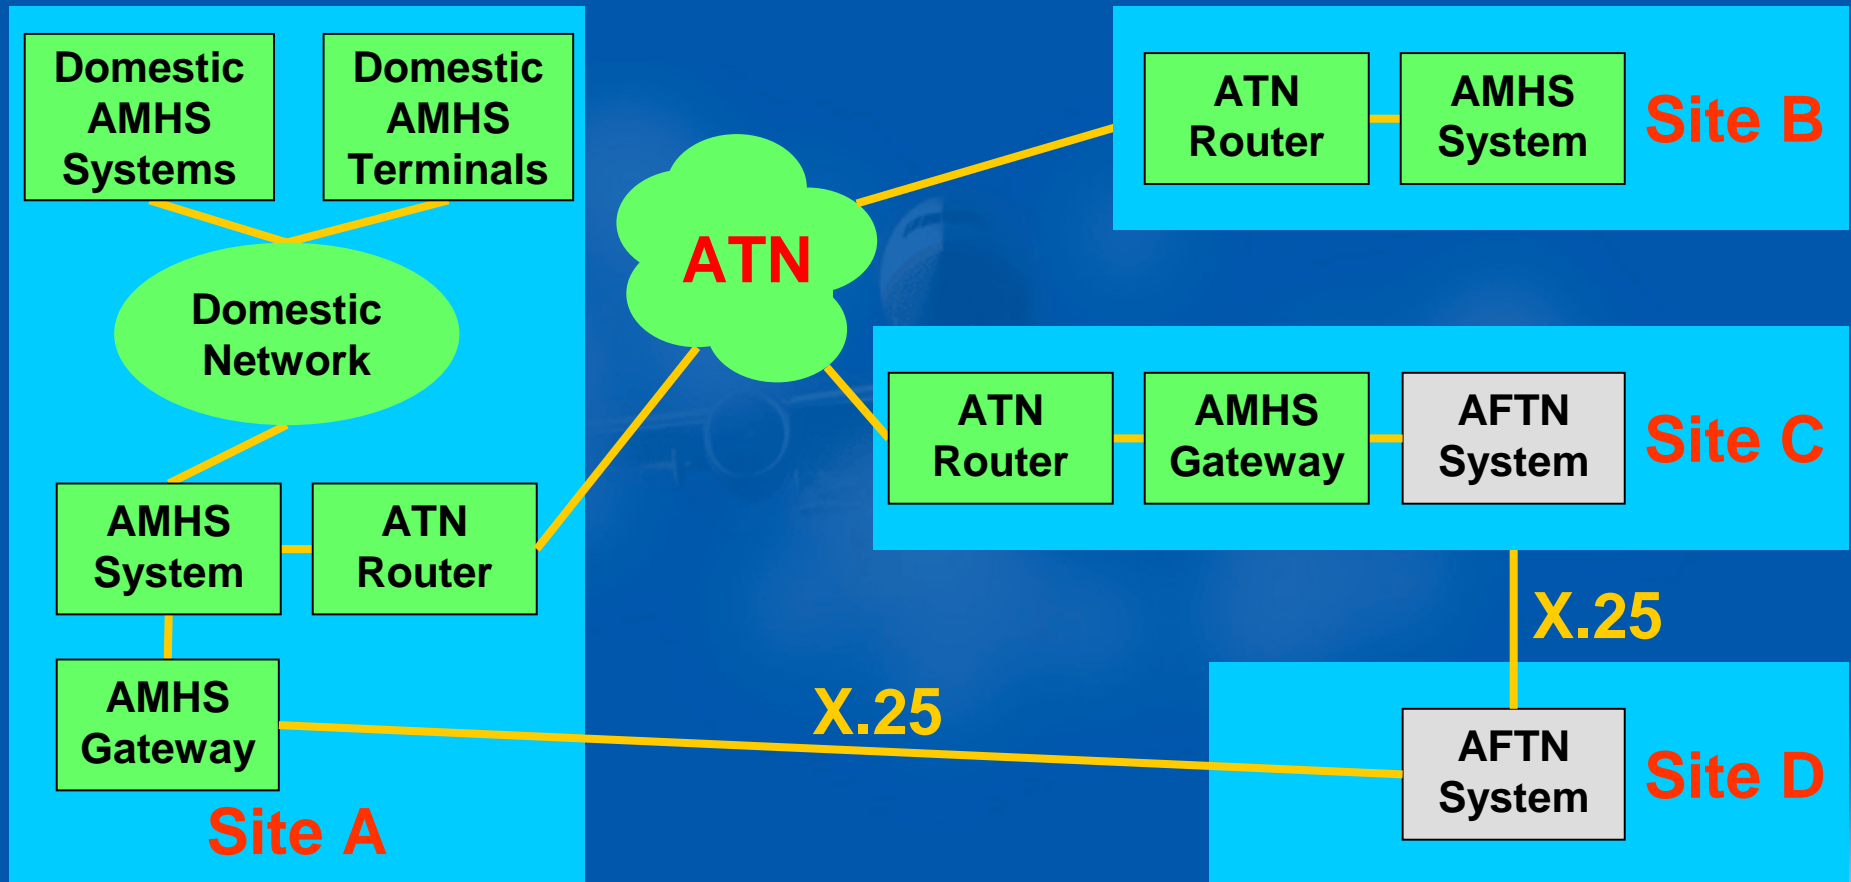 Domestic
AMHS
Systems
Domestic
AMHS
Terminals
Domestic
Network
AMHS
System
ATN
Router
AMHS
Gateway
Site A
ATN
ATN
Router
AMHS
System
Site B
ATN
Router
AMHS
Gateway
AFTN
System
Site C
X.25
X.25
AFTN
System
Site D